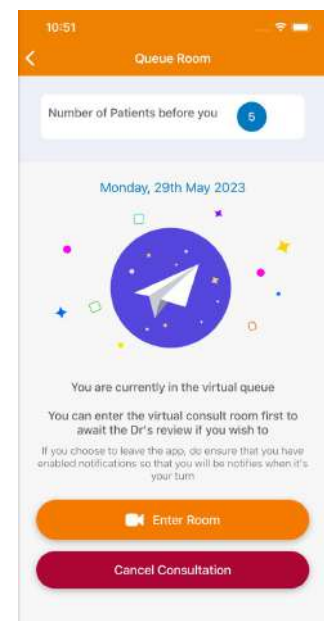 10:51
Queue Room
Number of Patients before you
5
Monday, 29th May 2023
You are currently in the virtual queue
You can enter the virtual consult room first to
await the Dr's review if you wish to
If you choose to leave the app, do ensure that you have
enabled notifications so that you will be notifies when it's
your turn
Enter Room
Cancel Consultation